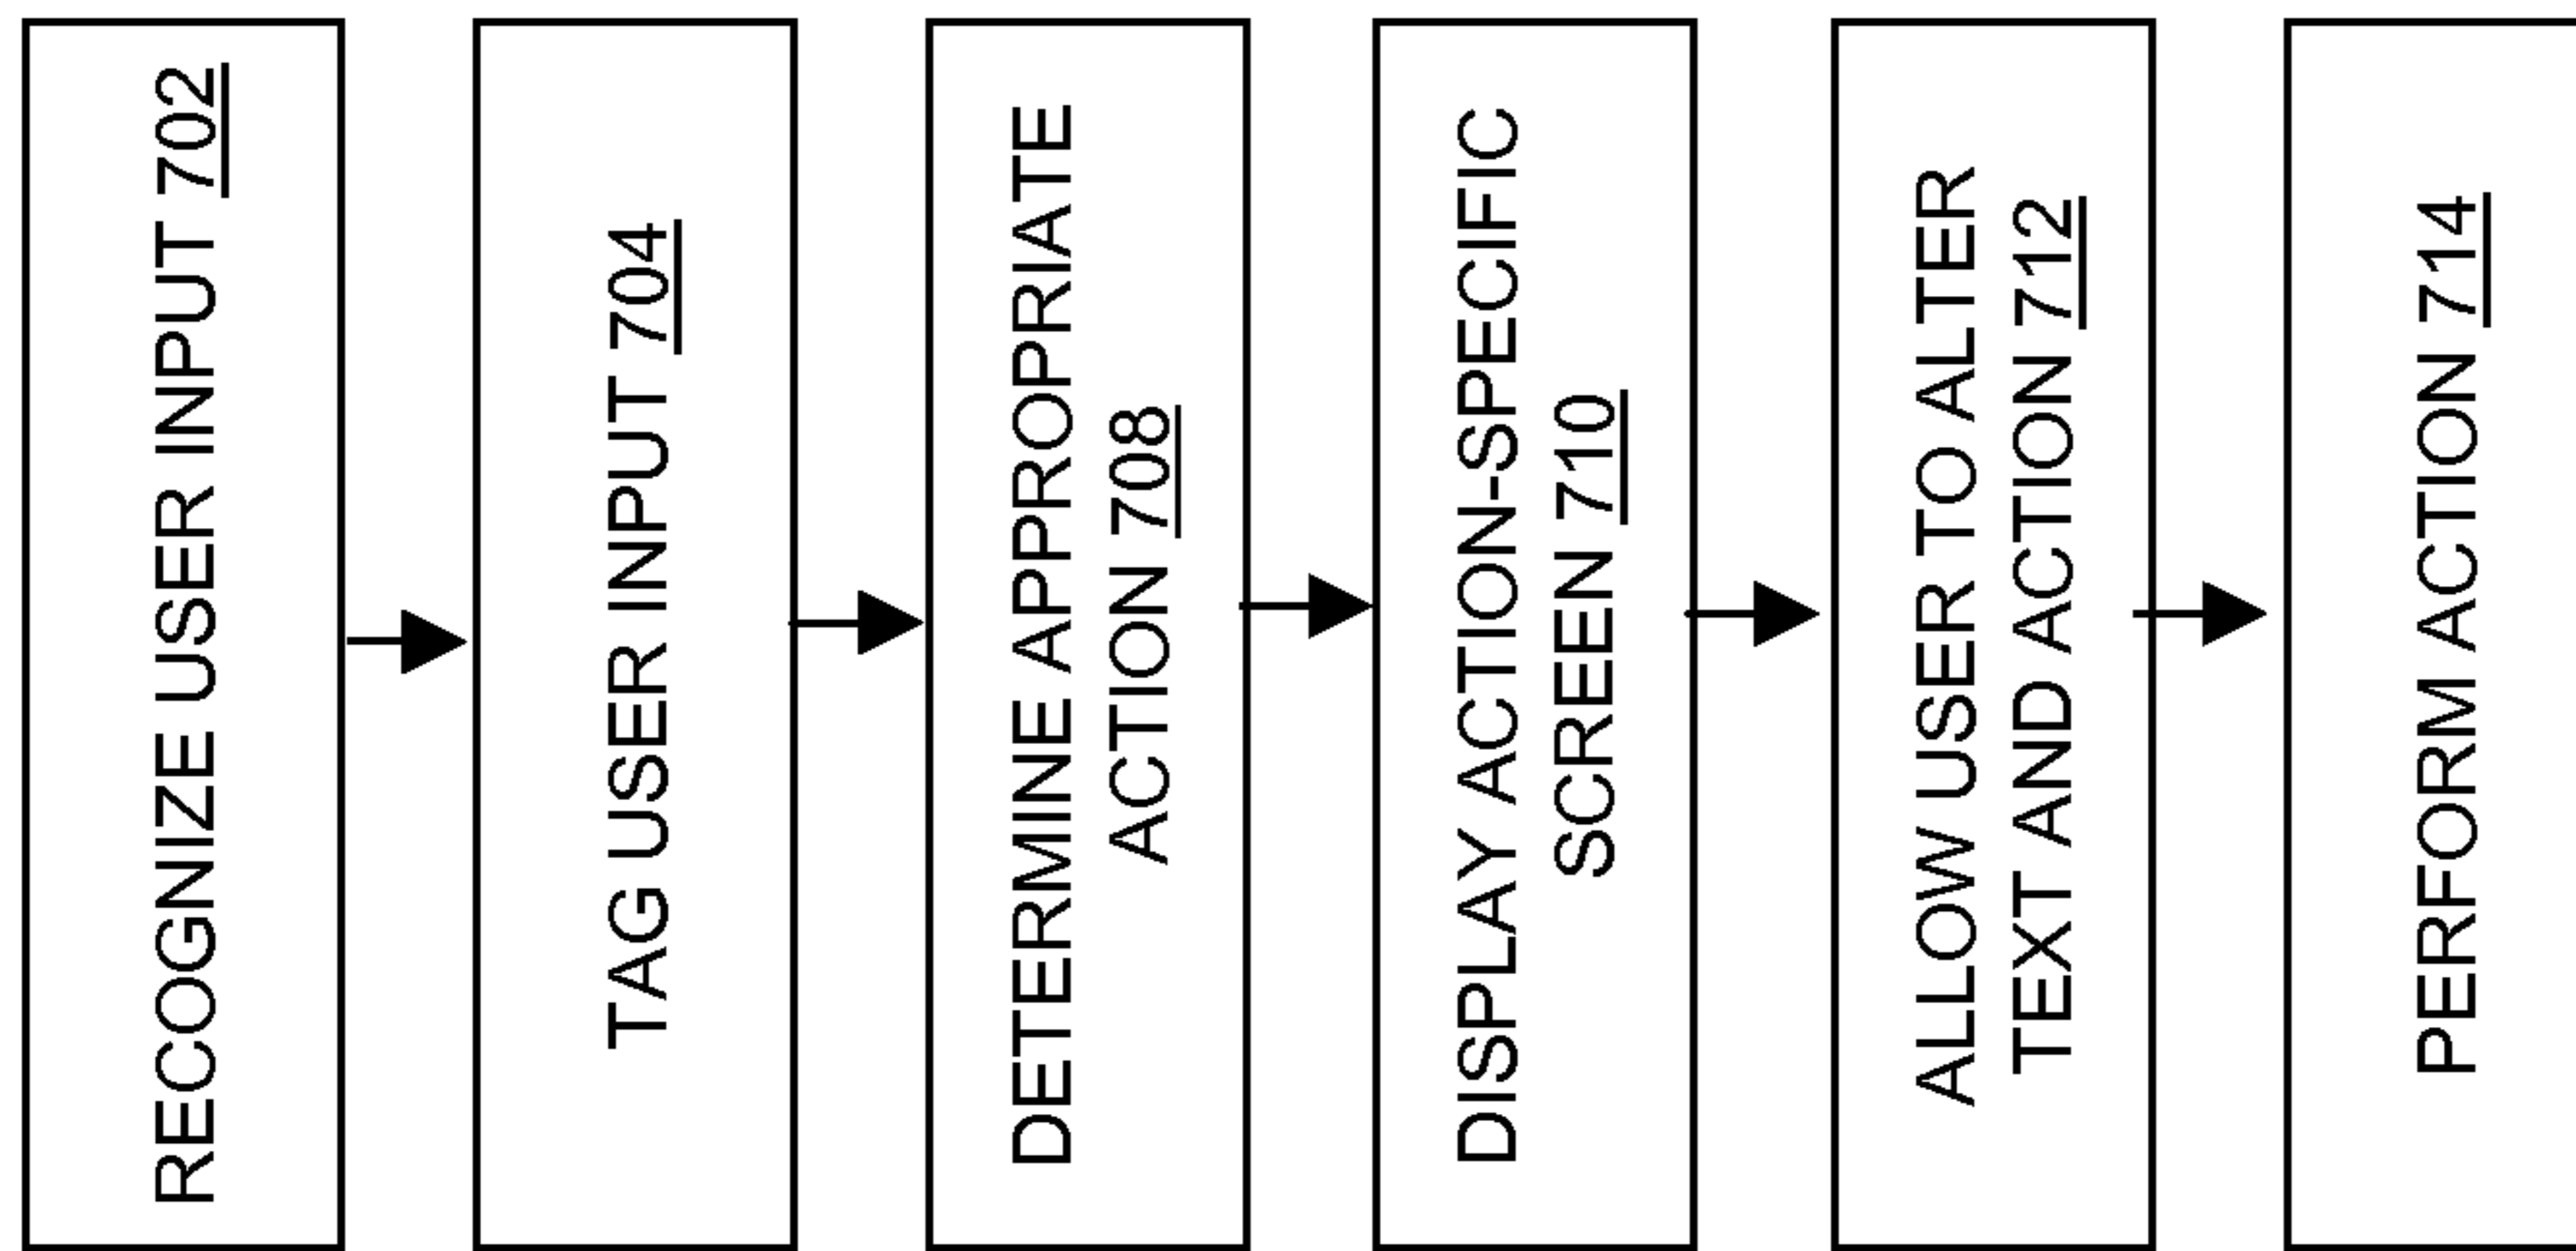 RECOGNIZE USER INPUT 702
TAG USER INPUT 704
DETERMINE APPROPRIATE
ACTION 708
DISPLAY ACTION-SPECIFIC
SCREEN 710
ALLOW USER TO ALTER
TEXT AND ACTION 712
PERFORM ACTION 714